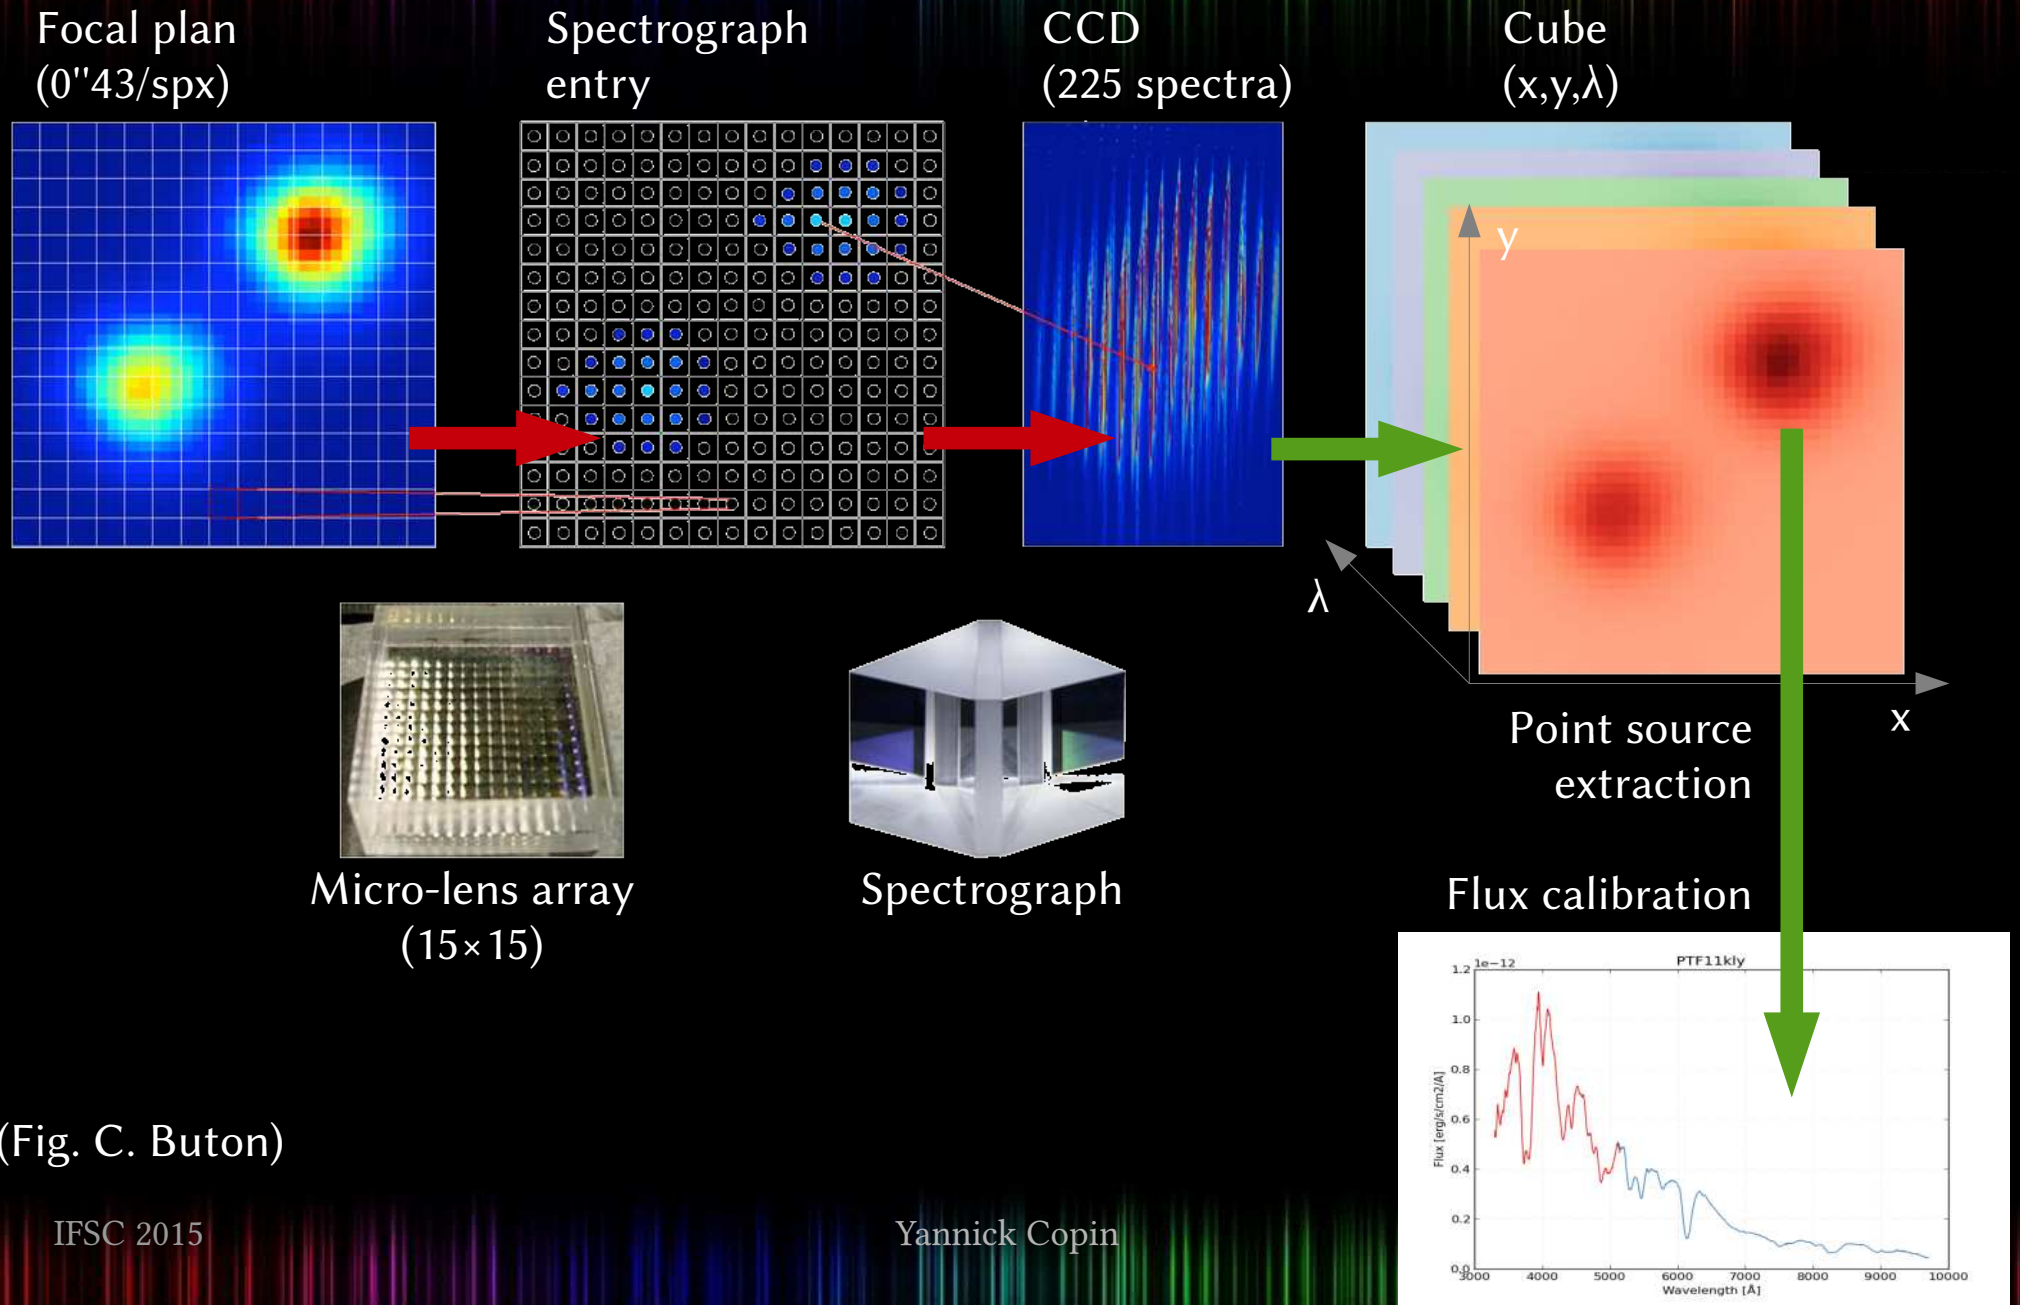 Focal plan
(0"43/spx)
Spectrograph
entry
CCD
(225 spectra)
Cube
(x,y,λ)
y
λ
x
Point source
extraction
Micro-lens array
(15×15)
Spectrograph
Flux calibration
1e−12
PTF11kly
1.2
1.0
0.8
0.6
0.4
0.2
0.0
Flux [erg/s/cm2/A]
3000 4000 5000 6000 7000 8000 9000 10000
Wavelength [Å]
(Fig. C. Buton)
IFSC 2015
Yannick Copin